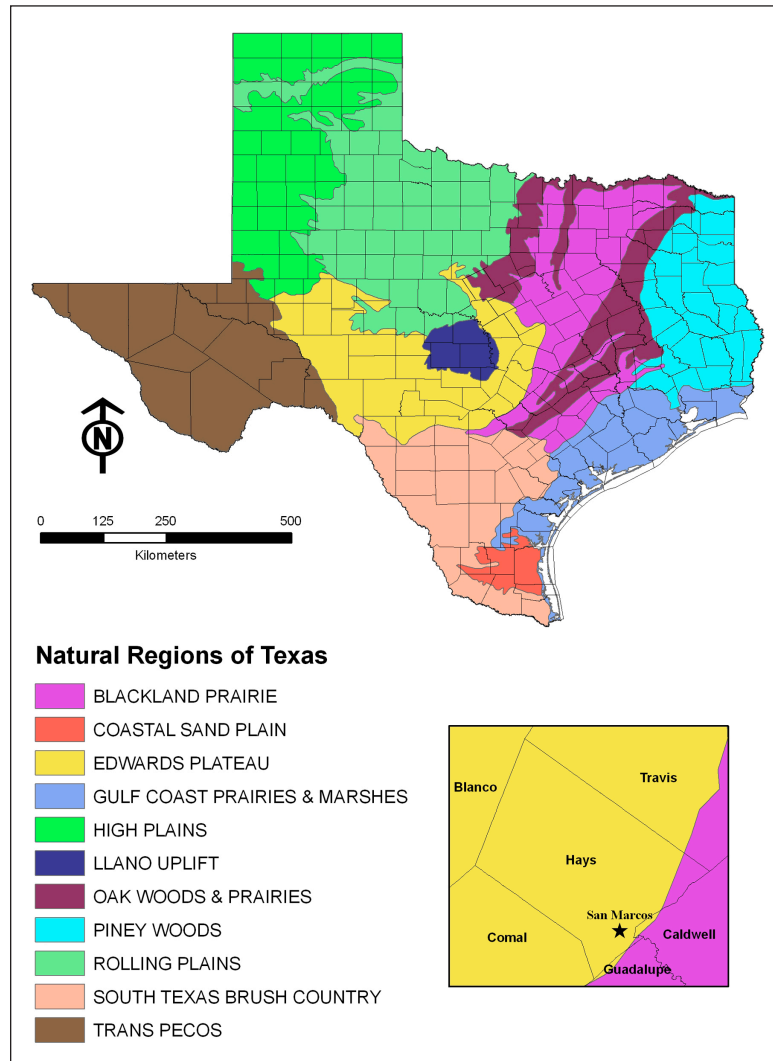 N
0 125 250 500
Kilometers
Natural Regions of Texas
BLACKLAND PRAIRIE
COASTAL SAND PLAIN
EDWARDS PLATEAU
GULF COAST PRAIRIES & MARSHES
HIGH PLAINS
LLANO UPLIFT
OAK WOODS & PRAIRIES
PINEY WOODS
ROLLING PLAINS
SOUTH TEXAS BRUSH COUNTRY
TRANS PECOS
Blanco
Travis
Hays
San Marcos
Comal
Caldwell
Guadalupe